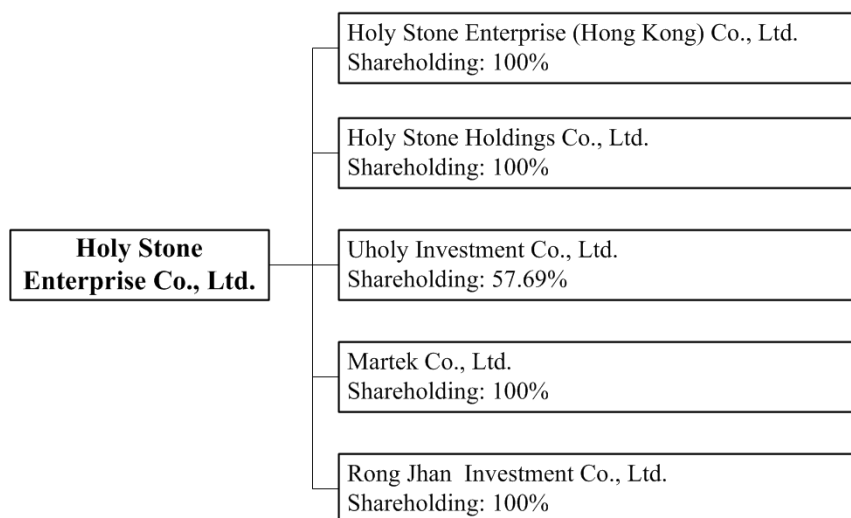 Holy Stone Enterprise (Hong Kong) Co., Ltd.
Shareholding: 100%
Holy Stone Holdings Co., Ltd.
Shareholding: 100%
Holy Stone
Enterprise Co., Ltd.
Uholy Investment Co., Ltd.
Shareholding: 57.69%
Martek Co., Ltd.
Shareholding: 100%
Rong Jhan  Investment Co., Ltd.
Shareholding: 100%